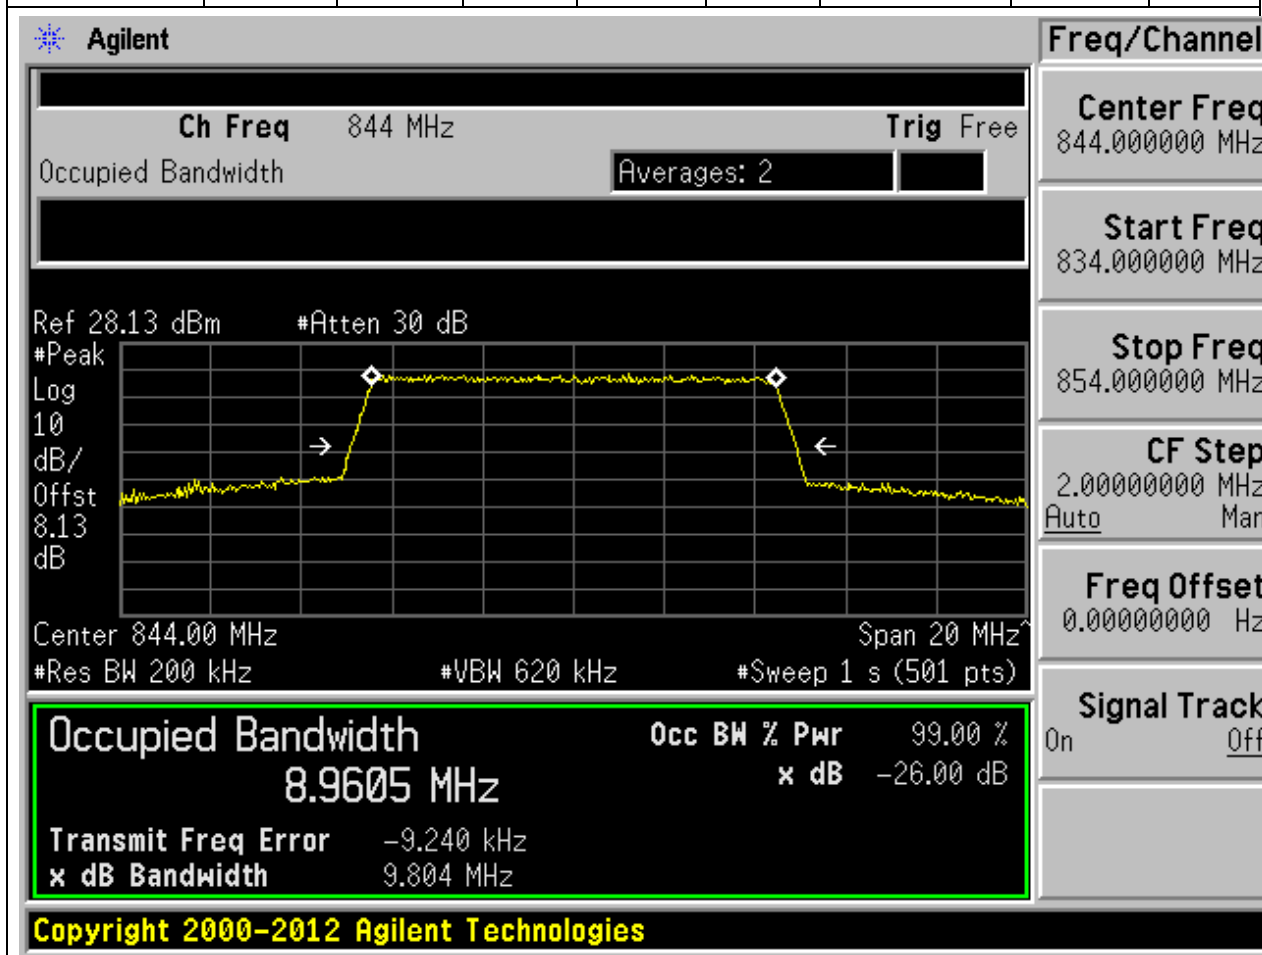 Agilent
Freq/Channel
Ch Freq 844 MHz Trig Free
Occupied Bandwidth Averages: 2
Center Freq
844.000000 MHz
Start Freq
834.000000 MHz
Stop Freq
854.000000 MHz
CF Step
2.00000000 MHz
Auto Man
Freq Offset
0.00000000 Hz
Signal Track
On Off
Ref 28.13 dBm #Atten 30 dB
#Peak
Log
10
dB/
Offst
8.13
dB
Center 844.00 MHz Span 20 MHz^
#Res BW 200 kHz #VBW 620 kHz #Sweep 1 s (501 pts)
Occupied Bandwidth Occ BW % Pwr 99.00 %
8.9605 MHz x dB -26.00 dB
Transmit Freq Error -9.240 kHz
x dB Bandwidth 9.804 MHz
Copyright 2000-2012 Agilent Technologies